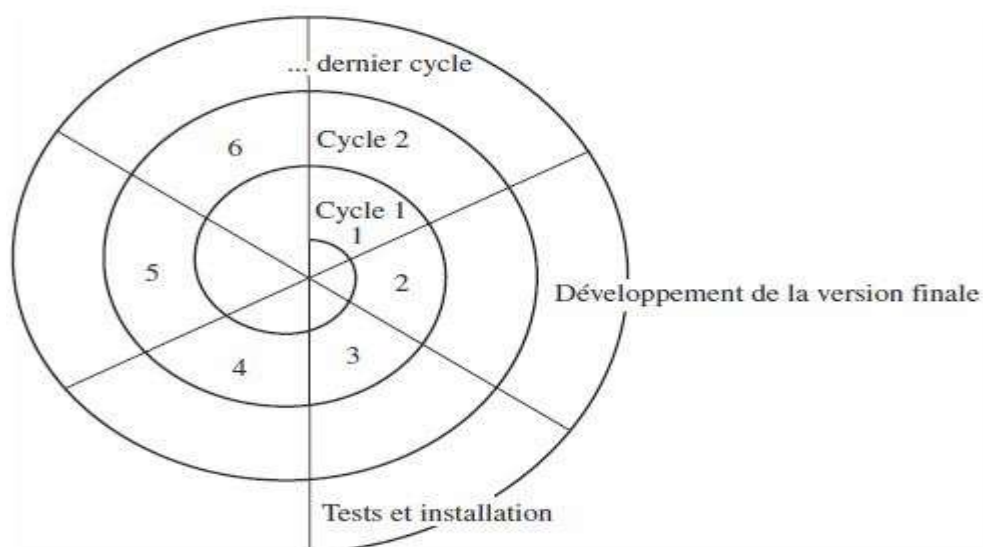 ... dernier cycle
6
Cycle 2
Cycle 1
1
5
2
Développement de la version finale
4
3
Tests et installation